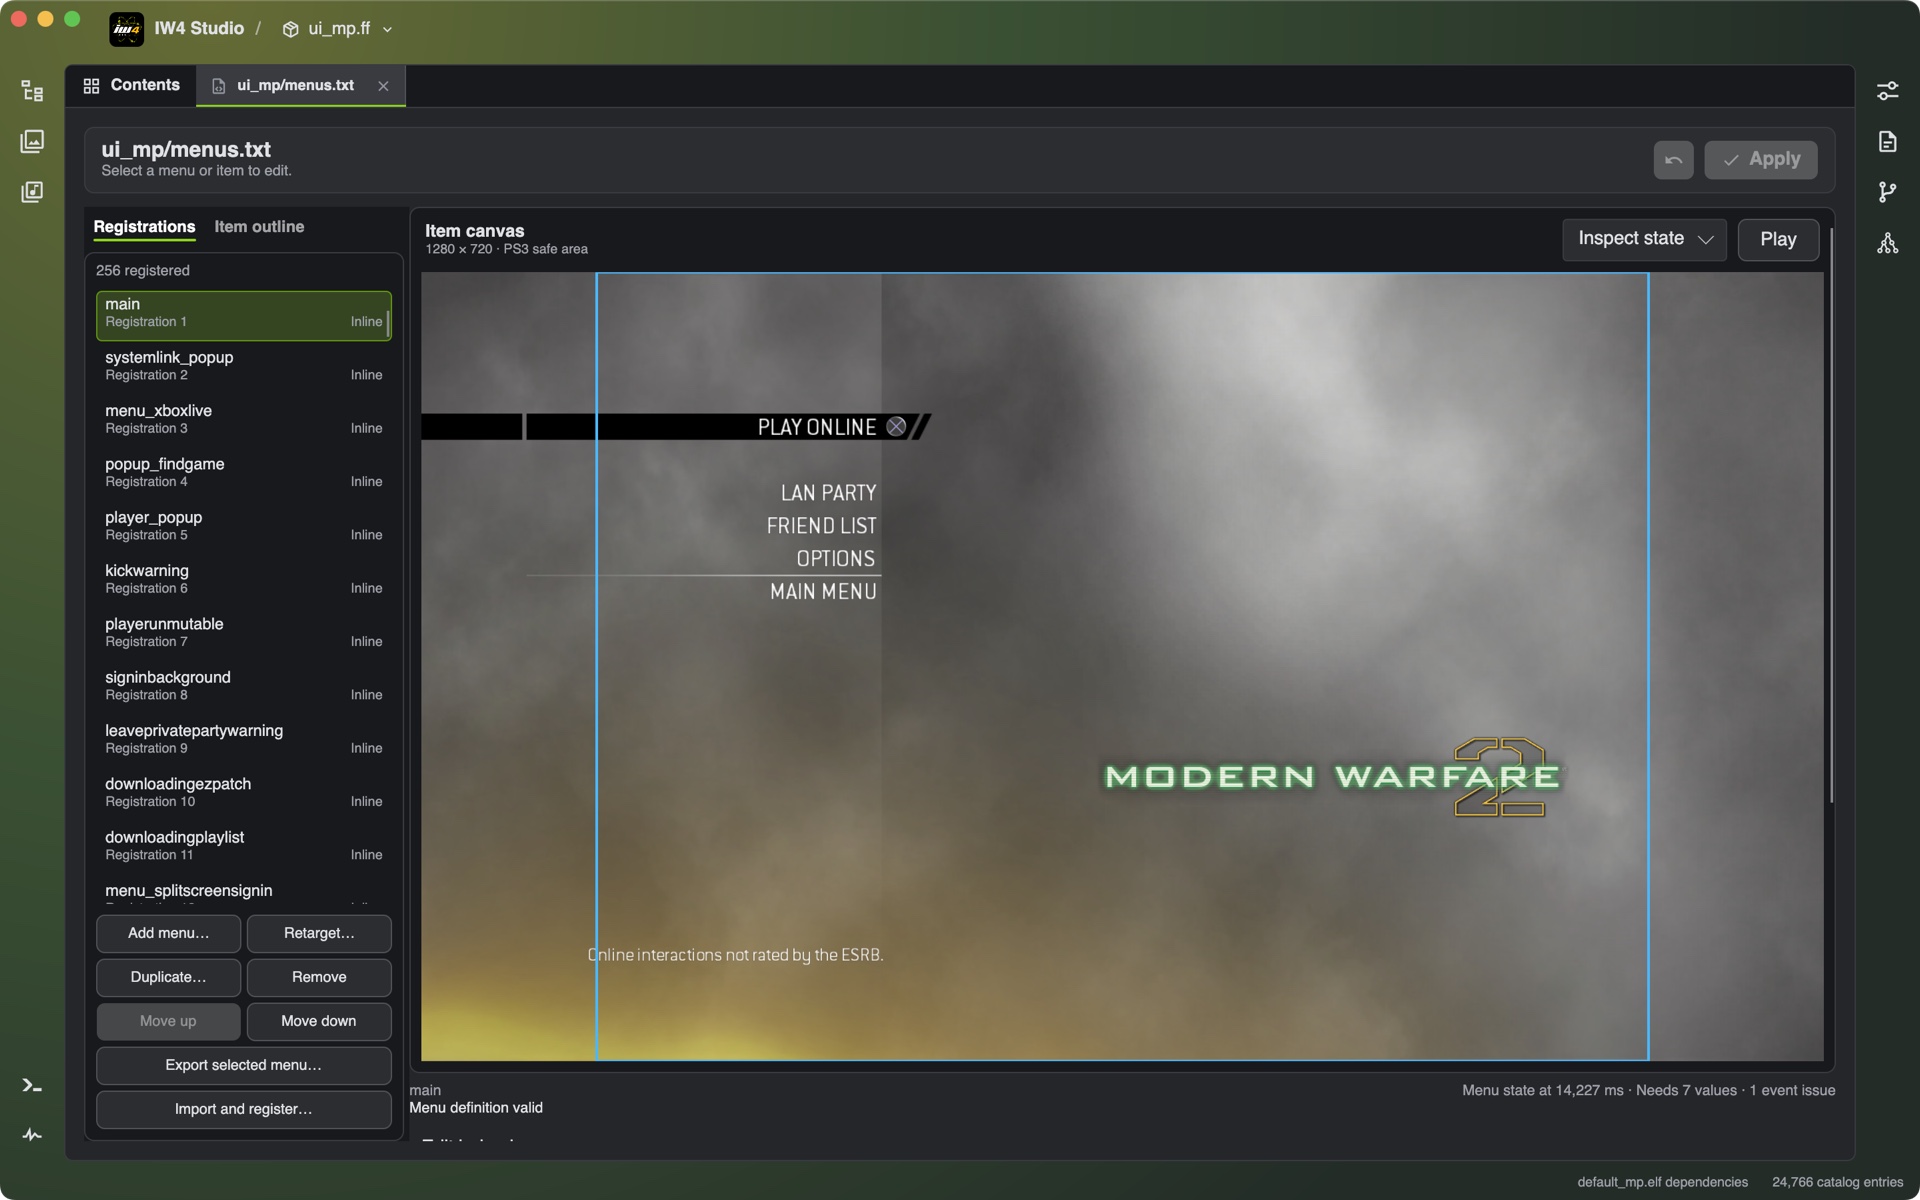 iw4 IW4 Studio / ui_mp.ff
Contents
ui_mp/menus.txt
ui_mp/menus.txt
Select a menu or item to edit.
Apply
Registrations
Item outline
256 registered
main
Registration 1 Inline
systemlink_popup
Registration 2 Inline
menu_xboxlive
Registration 3 Inline
popup_findgame
Registration 4 Inline
player_popup
Registration 5 Inline
kickwarning
Registration 6 Inline
playerunmutable
Registration 7 Inline
signinbackground
Registration 8 Inline
leaveprivatepartywarning
Registration 9 Inline
downloadingezpatch
Registration 10 Inline
downloadingplaylist
Registration 11 Inline
menu_splitscreensignin
Add menu…
Retarget…
Duplicate…
Remove
Move up
Move down
Export selected menu…
Import and register…
Item canvas
1280 × 720 · PS3 safe area
Inspect state
Play
PLAY ONLINE
LAN PARTY
FRIEND LIST
OPTIONS
MAIN MENU
MODERN WARFARE
2
Online interactions not rated by the ESRB.
main
Menu definition valid
Menu state at 14,227 ms · Needs 7 values · 1 event issue
default_mp.elf dependencies
24,766 catalog entries